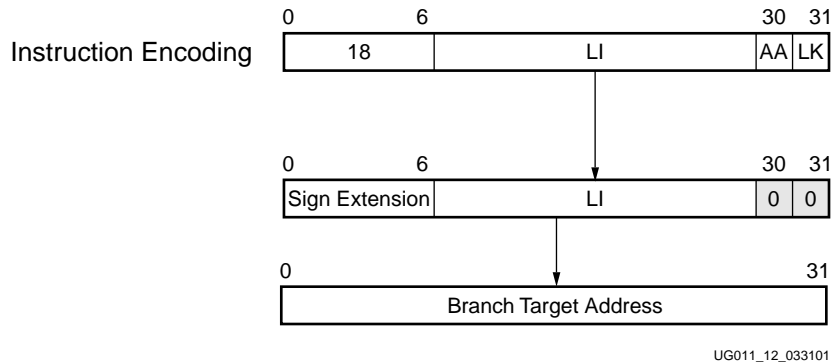 0 6 30 31
Instruction Encoding 18 LI AA LK
0 6 30 31
Sign Extension LI 0 0
0 31
Branch Target Address
UG011_12_033101